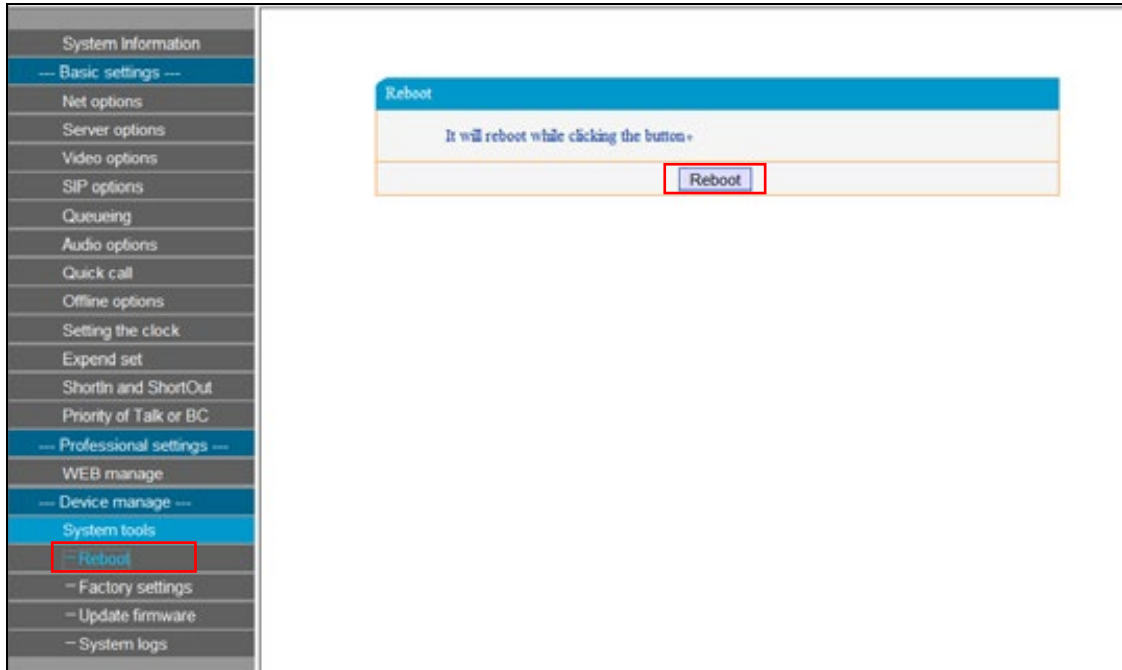 System Information
--- Basic settings ---
Net options
Server options
Video options
SIP options
Queueing
Audio options
Quick call
Offline options
Setting the clock
Expend set
ShortIn and ShortOut
Priority of Talk or BC
--- Professional settings ---
WEB manage
--- Device manage ---
System tools
Reboot
Factory settings
Update firmware
System logs
Reboot
It will reboot while clicking the button。
Reboot